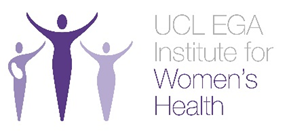 UCL EGA
Institute for
Women's
Health